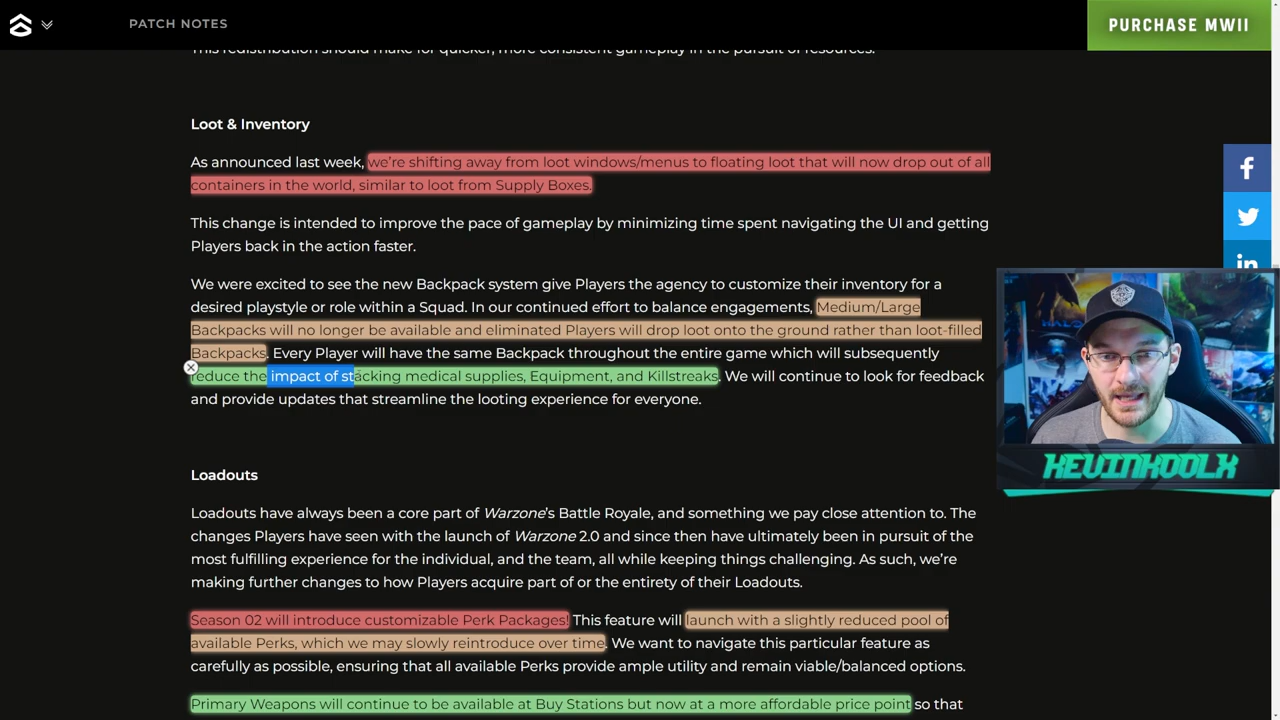 PATCH NOTES
PURCHASE MWII
This redistribution should make for quicker, more consistent gameplay in the pursuit of resources.
Loot & Inventory
As announced last week, we're shifting away from loot windows/menus to floating loot that will now drop out of all
containers in the world, similar to loot from Supply Boxes.
This change is intended to improve the pace of gameplay by minimizing time spent navigating the UI and getting
Players back in the action faster.
We were excited to see the new Backpack system give Players the agency to customize their inventory for a
desired playstyle or role within a Squad. In our continued effort to balance engagements, Medium/Large
Backpacks will no longer be available and eliminated Players will drop loot onto the ground rather than loot-filled
Backpacks. Every Player will have the same Backpack throughout the entire game which will subsequently
reduce the impact of stacking medical supplies, Equipment, and Killstreaks. We will continue to look for feedback
and provide updates that streamline the looting experience for everyone.
KEVINKOOLX
Loadouts
Loadouts have always been a core part of Warzone's Battle Royale, and something we pay close attention to. The
changes Players have seen with the launch of Warzone 2.0 and since then have ultimately been in pursuit of the
most fulfilling experience for the individual, and the team, all while keeping things challenging. As such, we're
making further changes to how Players acquire part of or the entirety of their Loadouts.
Season 02 will introduce customizable Perk Packages! This feature will launch with a slightly reduced pool of
available Perks, which we may slowly reintroduce over time. We want to navigate this particular feature as
carefully as possible, ensuring that all available Perks provide ample utility and remain viable/balanced options.
Primary Weapons will continue to be available at Buy Stations but now at a more affordable price point so that